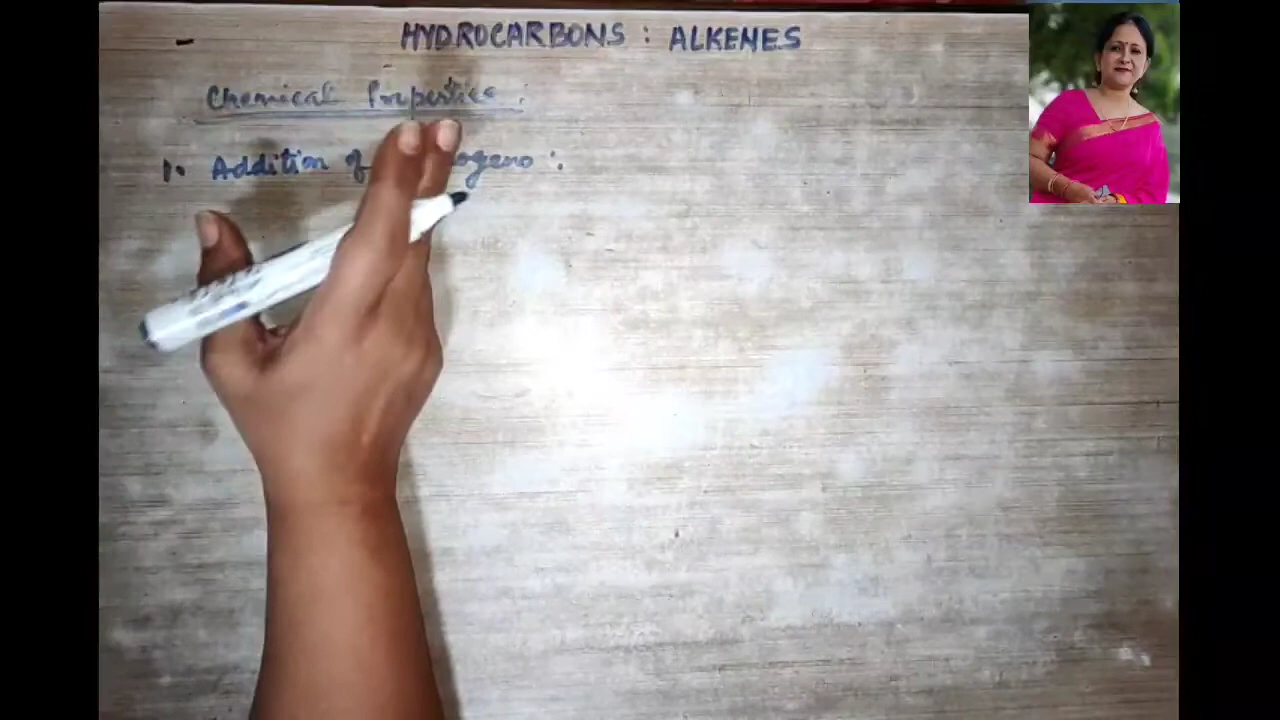 HYDROCARBONS : ALKENES
Chemical Properties :
1. Addition of